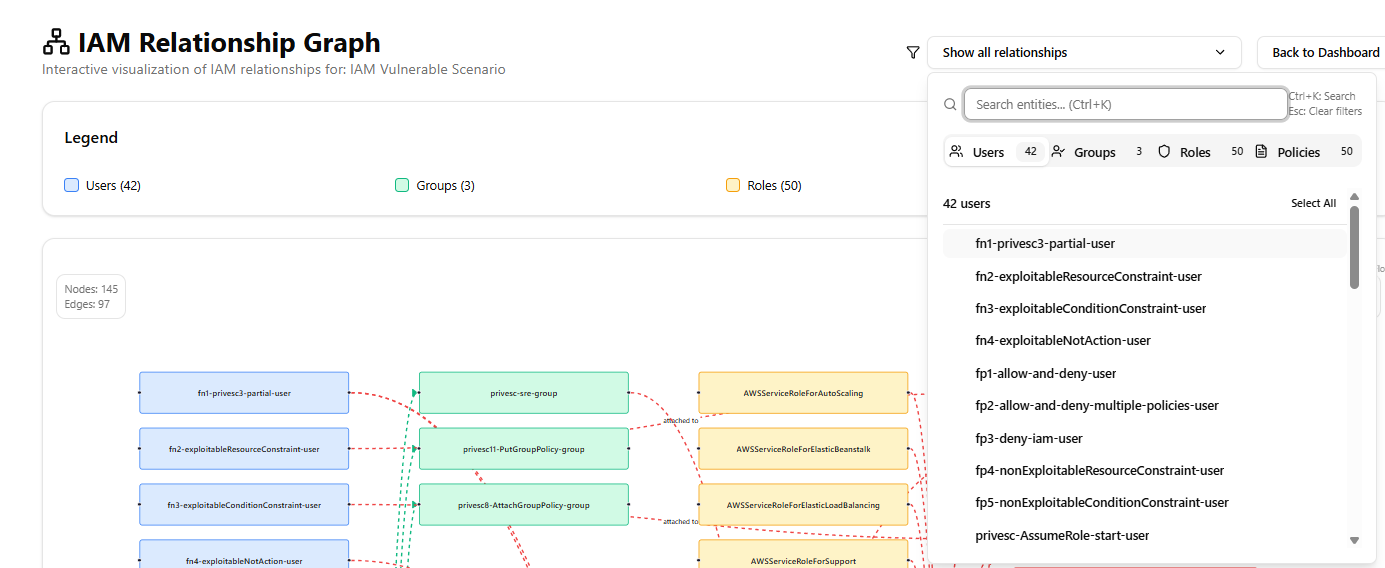 IAM Relationship Graph
Interactive visualization of IAM relationships for: IAM Vulnerable Scenario
Show all relationships
Back to Dashboard
Search entities... (Ctrl+K)
Ctrl+K: Search
Esc: Clear filters
Users 42 Groups 3 Roles 50 Policies 50
42 users Select All
fn1-privesc3-partial-user
fn2-exploitableResourceConstraint-user
fn3-exploitableConditionConstraint-user
fn4-exploitableNotAction-user
fp1-allow-and-deny-user
fp2-allow-and-deny-multiple-policies-user
fp3-deny-iam-user
fp4-nonExploitableResourceConstraint-user
fp5-nonExploitableConditionConstraint-user
privesc-AssumeRole-start-user
Legend
Users (42)
Groups (3)
Roles (50)
Nodes: 145
Edges: 97
fn1-privesc3-partial-user
privesc-sre-group
AWSServiceRoleForAutoScaling
attached to
fn2-exploitableResourceConstraint-user
privesc11-PutGroupPolicy-group
AWSServiceRoleForElasticBeanstalk
fn3-exploitableConditionConstraint-user
privesc8-AttachGroupPolicy-group
AWSServiceRoleForElasticLoadBalancing
attached to
fn4-exploitableNotAction-user
AWSServiceRoleForSupport